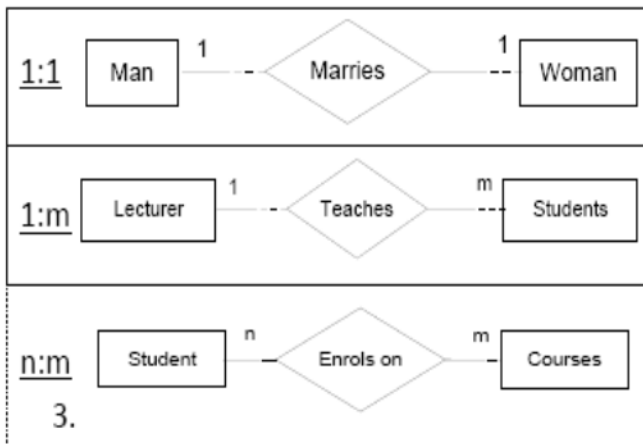 1:1 Man 1 Marries 1 Woman
1:m Lecturer 1 Teaches m Students
n:m Student n Enrols on m Courses
3.